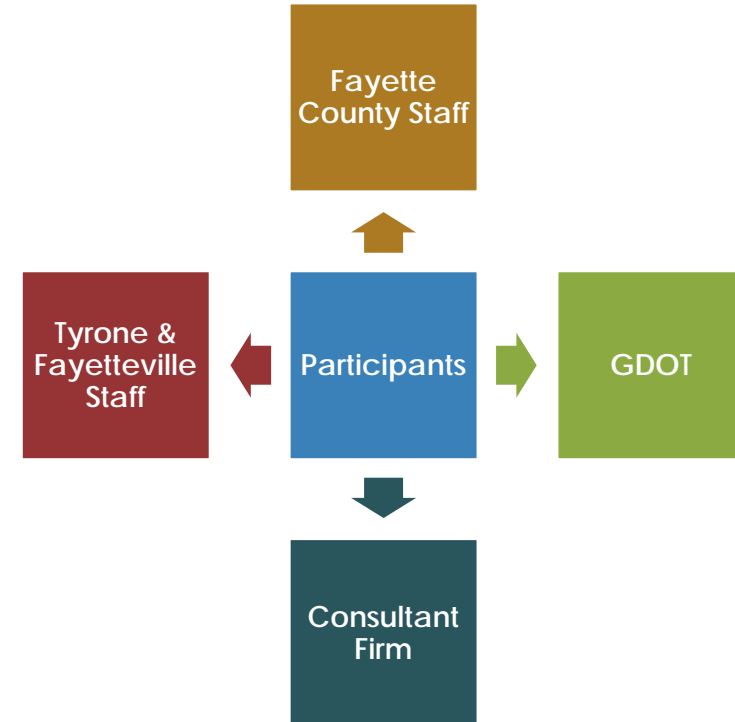 Fayette
County Staff
Tyrone &
Fayetteville
Staff
Participants
GDOT
Consultant
Firm